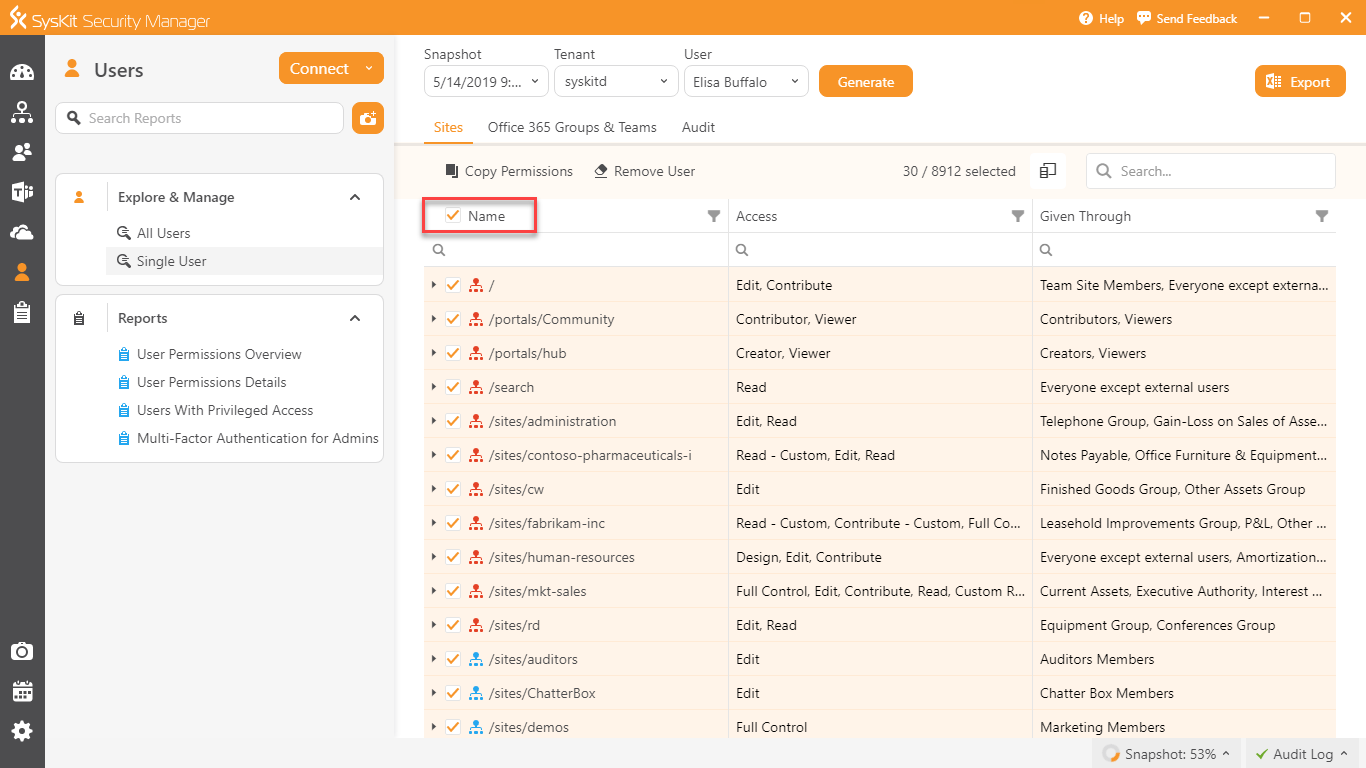 SysKit Security Manager
Help
Send Feedback
Users
Connect
Search Reports
Explore & Manage
All Users
Single User
Reports
User Permissions Overview
User Permissions Details
Users With Privileged Access
Multi-Factor Authentication for Admins
Snapshot Tenant User
5/14/2019 9:... syskitd Elisa Buffalo Generate Export
Sites Office 365 Groups & Teams Audit
Copy Permissions Remove User 30 / 8912 selected Search...
Name Access Given Through
/ Edit, Contribute Team Site Members, Everyone except externa...
/portals/Community Contributor, Viewer Contributors, Viewers
/portals/hub Creator, Viewer Creators, Viewers
/search Read Everyone except external users
/sites/administration Edit, Read Telephone Group, Gain-Loss on Sales of Asse...
/sites/contoso-pharmaceuticals-i Read - Custom, Edit, Read Notes Payable, Office Furniture & Equipment...
/sites/cw Edit Finished Goods Group, Other Assets Group
/sites/fabrikam-inc Read - Custom, Contribute - Custom, Full Co... Leasehold Improvements Group, P&L, Other ...
/sites/human-resources Design, Edit, Contribute Everyone except external users, Amortization...
/sites/mkt-sales Full Control, Edit, Contribute, Read, Custom R... Current Assets, Executive Authority, Interest ...
/sites/rd Edit, Read Equipment Group, Conferences Group
/sites/auditors Edit Auditors Members
/sites/ChatterBox Edit Chatter Box Members
/sites/demos Full Control Marketing Members
Snapshot: 53% Audit Log